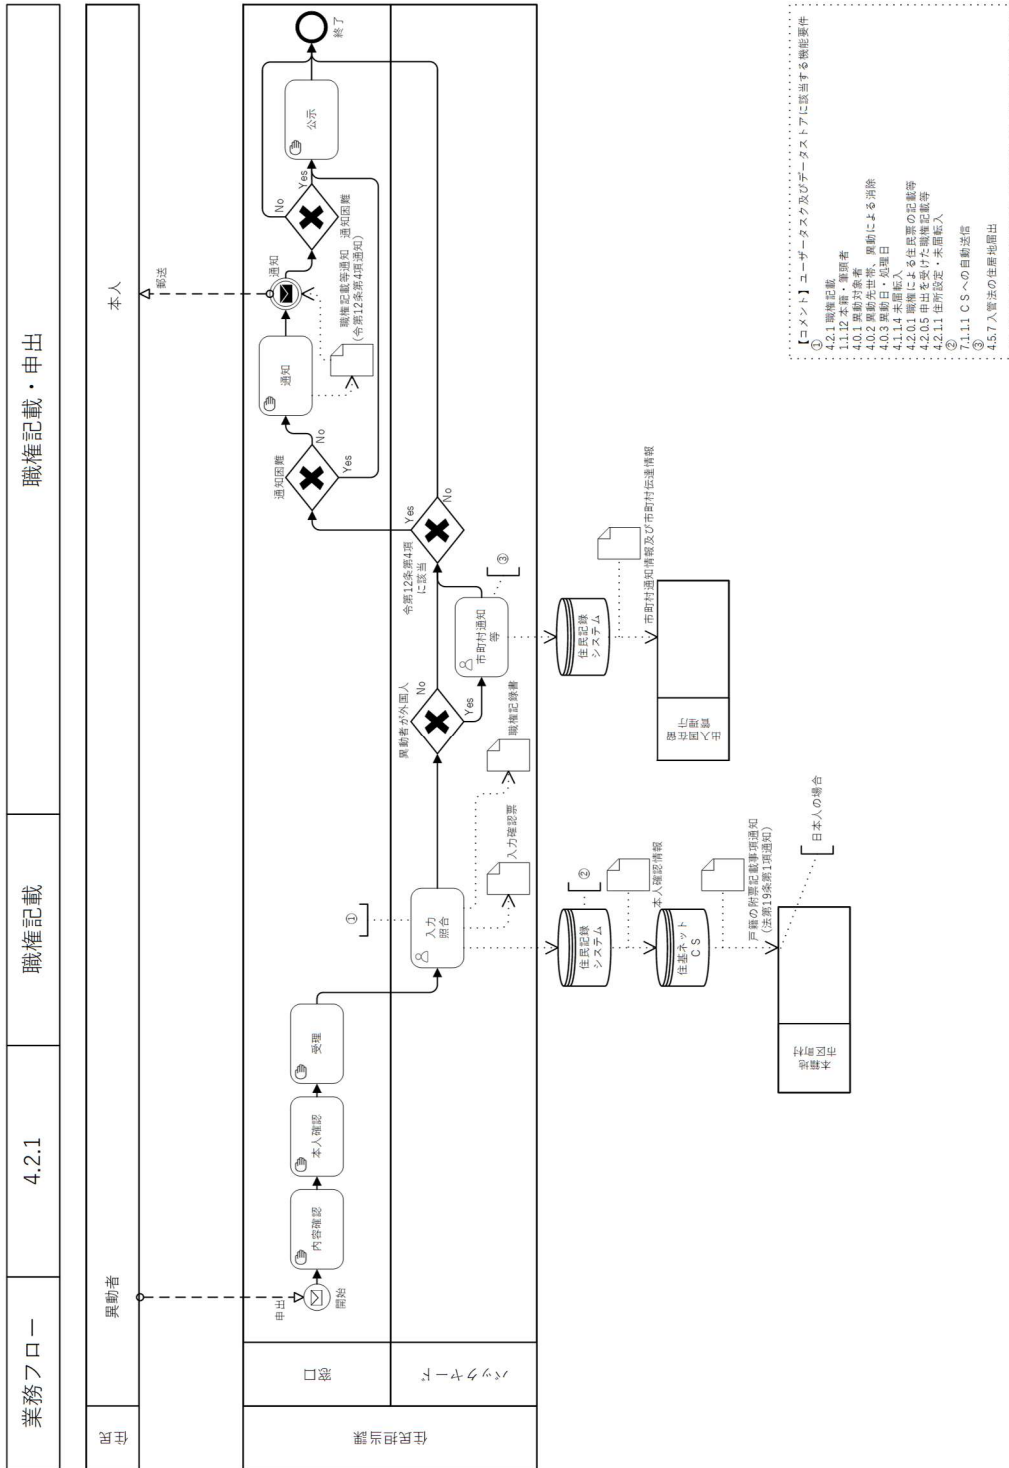 業務フロー
4.2.1
職権記載
職権記載・申出
住民
異動者
本人
申出
郵送
住民担当課
窓口
バックヤード
開始
内容確認
本人確認
受理
通知困難
No
Yes
通知
通知
職権記載等通知
(令第12条第4項通知)
通知困難
No
Yes
公示
終了
①
入力
照合
入力確認票
職権記録書
異動者が外国人
No
Yes
市町村通知
等
③
令第12条第4項
に該当
Yes
No
住民記録
システム
②
本人確認情報
住基ネット
CS
戸籍の附票記載事項通知
(法第19条第1項通知)
本籍地
市区町村
日本人の場合
住民記録
システム
市町村通知情報及び市町村伝達情報
出入国在留
管理庁
【コメント】ユーザータスク及びデータストアに該当する機能要件
①
4.2.1 職権記載
1.1.12 本籍・筆頭者
4.0.1 異動対象者
4.0.2 異動先世帯、異動による消除
4.0.3 異動日・処理日
4.1.1.4 未届転入
4.2.0.1 職権による住民票の記載等
4.2.0.5 申出を受けた職権記載等
4.2.1.1 住所設定・未届転入
②
7.1.1.1 CSへの自動送信
③
4.5.7 入管法の住居地届出